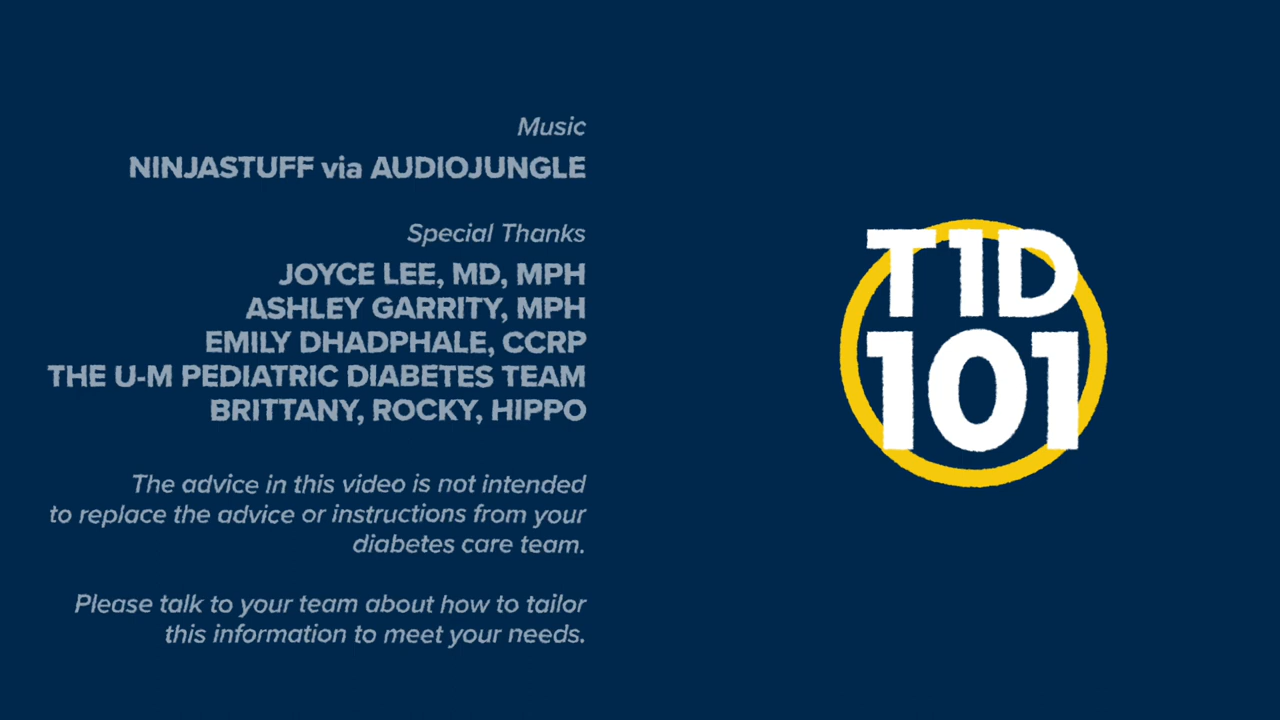 Music
NINJASTUFF via AUDIOJUNGLE
Special Thanks
JOYCE LEE, MD, MPH
ASHLEY GARRITY, MPH
EMILY DHADPHALE, CCRP
THE U-M PEDIATRIC DIABETES TEAM
BRITTANY, ROCKY, HIPPO
The advice in this video is not intended
to replace the advice or instructions from your
diabetes care team.
Please talk to your team about how to tailor
this information to meet your needs.
T1D
101